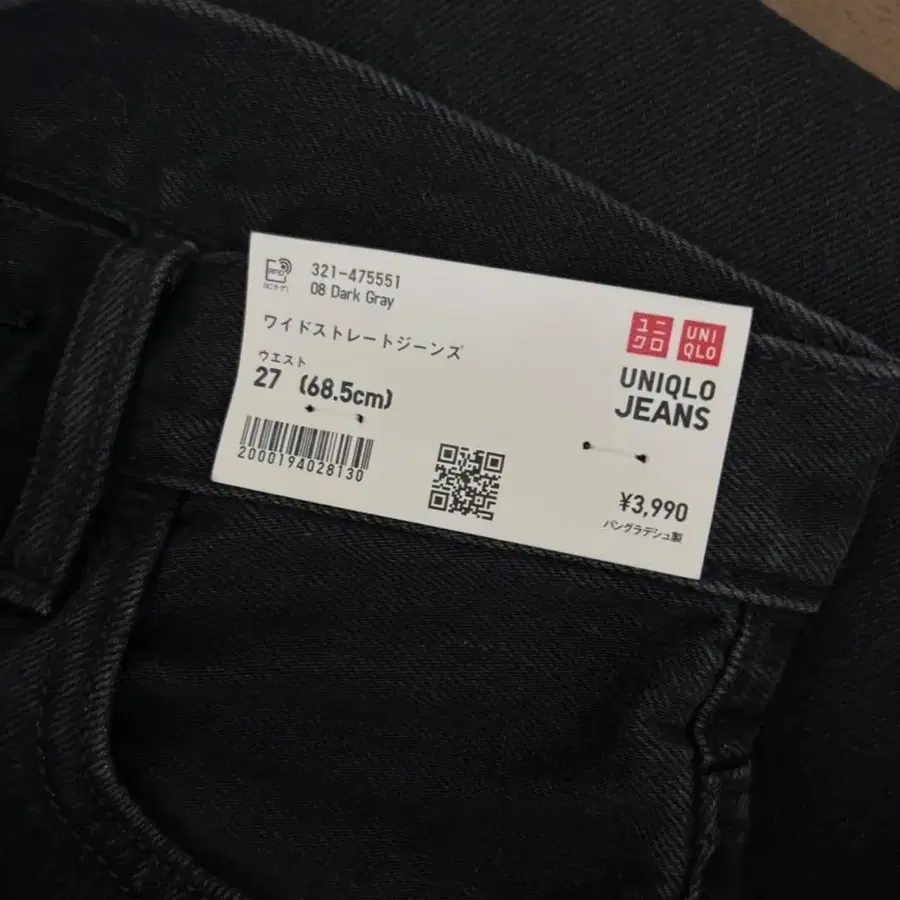 RFID
(ICタグ)
321-475551
08 Dark Gray
ワイドストレートジーンズ
ウエスト
27 (68.5cm)
2000194028130
ユニ
クロ
UNI
QLO
UNIQLO
JEANS
¥3,990
バングラデシュ製